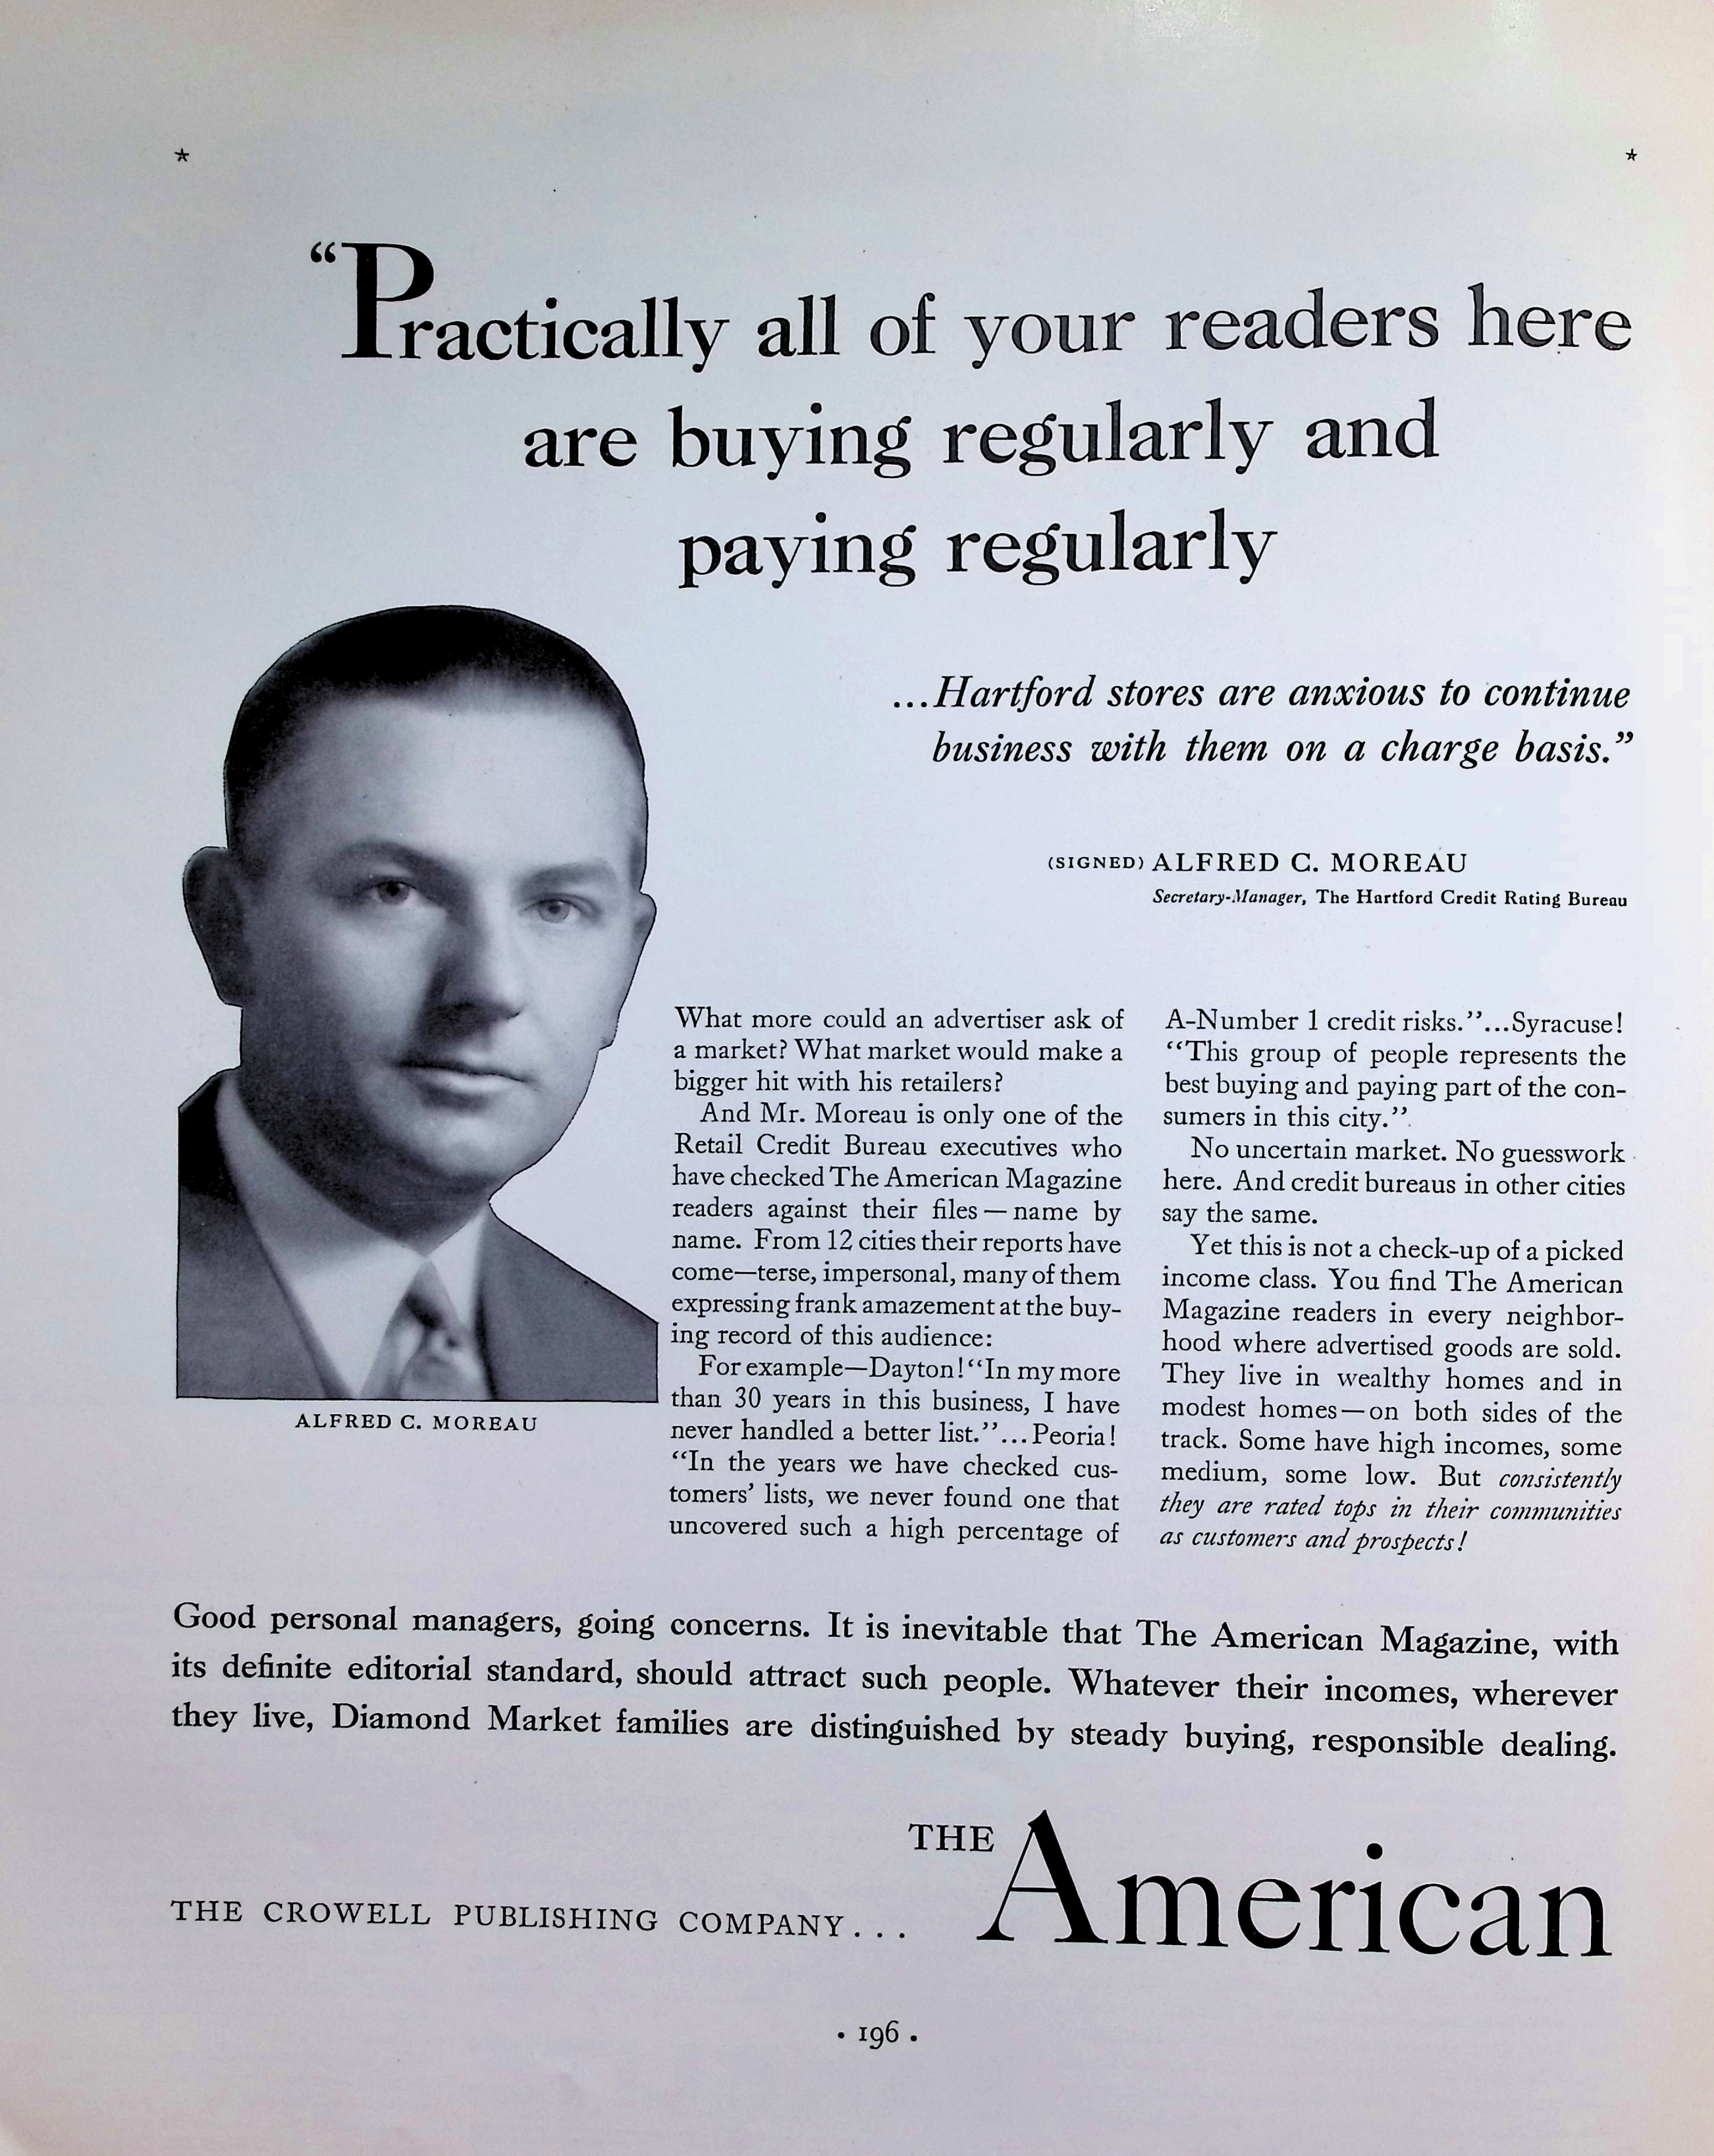 * *
“Practically all of your readers here
are buying regularly and
paying regularly
...Hartford stores are anxious to continue
business with them on a charge basis.”
(SIGNED) ALFRED C. MOREAU
Secretary-Manager, The Hartford Credit Rating Bureau
ALFRED C. MOREAU
What more could an advertiser ask of
a market? What market would make a
bigger hit with his retailers?
And Mr. Moreau is only one of the
Retail Credit Bureau executives who
have checked The American Magazine
readers against their files — name by
name. From 12 cities their reports have
come—terse, impersonal, many of them
expressing frank amazement at the buy-
ing record of this audience:
For example—Dayton! “In my more
than 30 years in this business, I have
never handled a better list.”...Peoria!
“In the years we have checked cus-
tomers’ lists, we never found one that
uncovered such a high percentage of
A-Number 1 credit risks.”...Syracuse!
“This group of people represents the
best buying and paying part of the con-
sumers in this city.”
No uncertain market. No guesswork
here. And credit bureaus in other cities
say the same.
Yet this is not a check-up of a picked
income class. You find The American
Magazine readers in every neighbor-
hood where advertised goods are sold.
They live in wealthy homes and in
modest homes—on both sides of the
track. Some have high incomes, some
medium, some low. But consistently
they are rated tops in their communities
as customers and prospects!
Good personal managers, going concerns. It is inevitable that The American Magazine, with
its definite editorial standard, should attract such people. Whatever their incomes, wherever
they live, Diamond Market families are distinguished by steady buying, responsible dealing.
THE CROWELL PUBLISHING COMPANY... THE American
· 196 ·